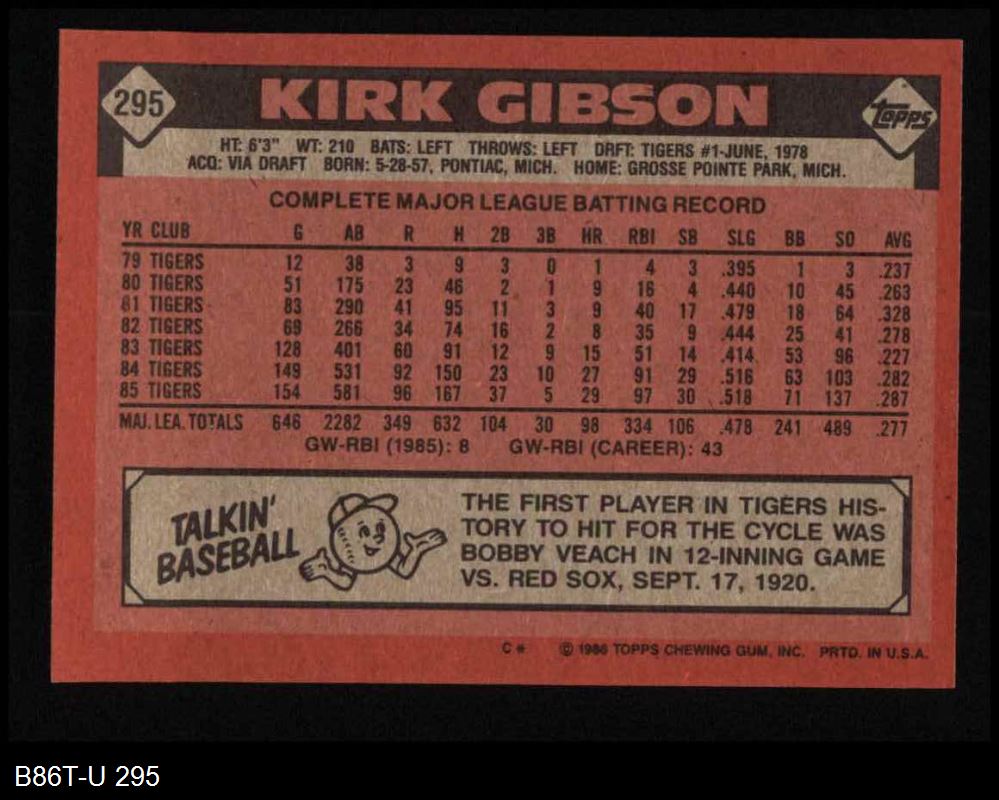 295
KIRK GIBSON
Topps
HT: 6'3" WT: 210 BATS: LEFT THROWS: LEFT DRFT: TIGERS #1-JUNE, 1978
ACQ: VIA DRAFT BORN: 5-28-57, PONTIAC, MICH. HOME: GROSSE POINTE PARK, MICH.
COMPLETE MAJOR LEAGUE BATTING RECORD
YR CLUB G AB R H 2B 3B HR RBI SB SLG BB SO AVG
79 TIGERS 12 38 3 9 3 0 1 4 3 .395 1 3 .237
80 TIGERS 51 175 23 46 2 1 9 16 4 .440 10 45 .263
81 TIGERS 83 290 41 95 11 3 9 40 17 .479 18 64 .328
82 TIGERS 69 266 34 74 16 2 8 35 9 .444 25 41 .278
83 TIGERS 128 401 60 91 12 9 15 51 14 .414 53 96 .227
84 TIGERS 149 531 92 150 23 10 27 91 29 .516 63 103 .282
85 TIGERS 154 581 96 167 37 5 29 97 30 .518 71 137 .287
MAJ. LEA. TOTALS 646 2282 349 632 104 30 98 334 106 .478 241 489 .277
GW-RBI (1985): 8 GW-RBI (CAREER): 43
TALKIN'
BASEBALL
THE FIRST PLAYER IN TIGERS HIS-
TORY TO HIT FOR THE CYCLE WAS
BOBBY VEACH IN 12-INNING GAME
VS. RED SOX, SEPT. 17, 1920.
C* © 1986 TOPPS CHEWING GUM, INC. PRTD. IN U.S.A.
B86T-U 295